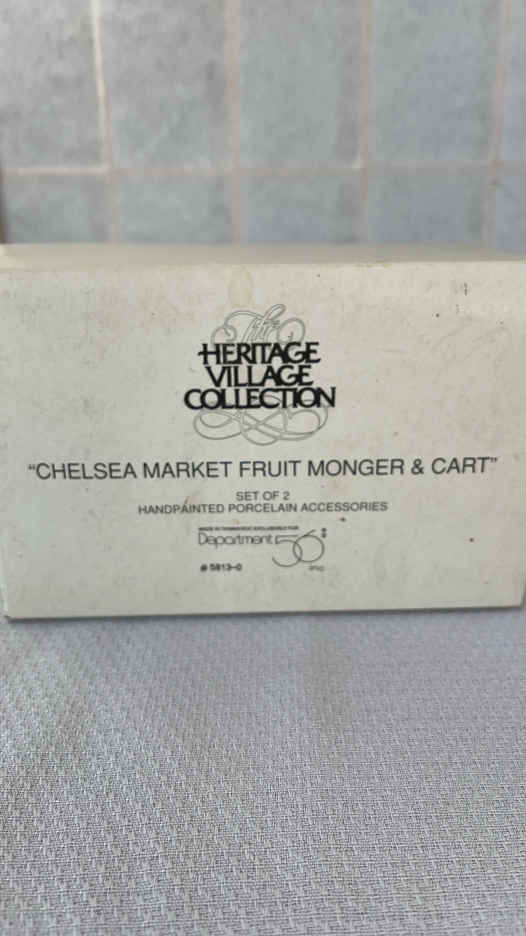 The
HERITAGE
VILLAGE
COLLECTION
“CHELSEA MARKET FRUIT MONGER & CART”
SET OF 2
HANDPAINTED PORCELAIN ACCESSORIES
Department 56®
# 5813-0